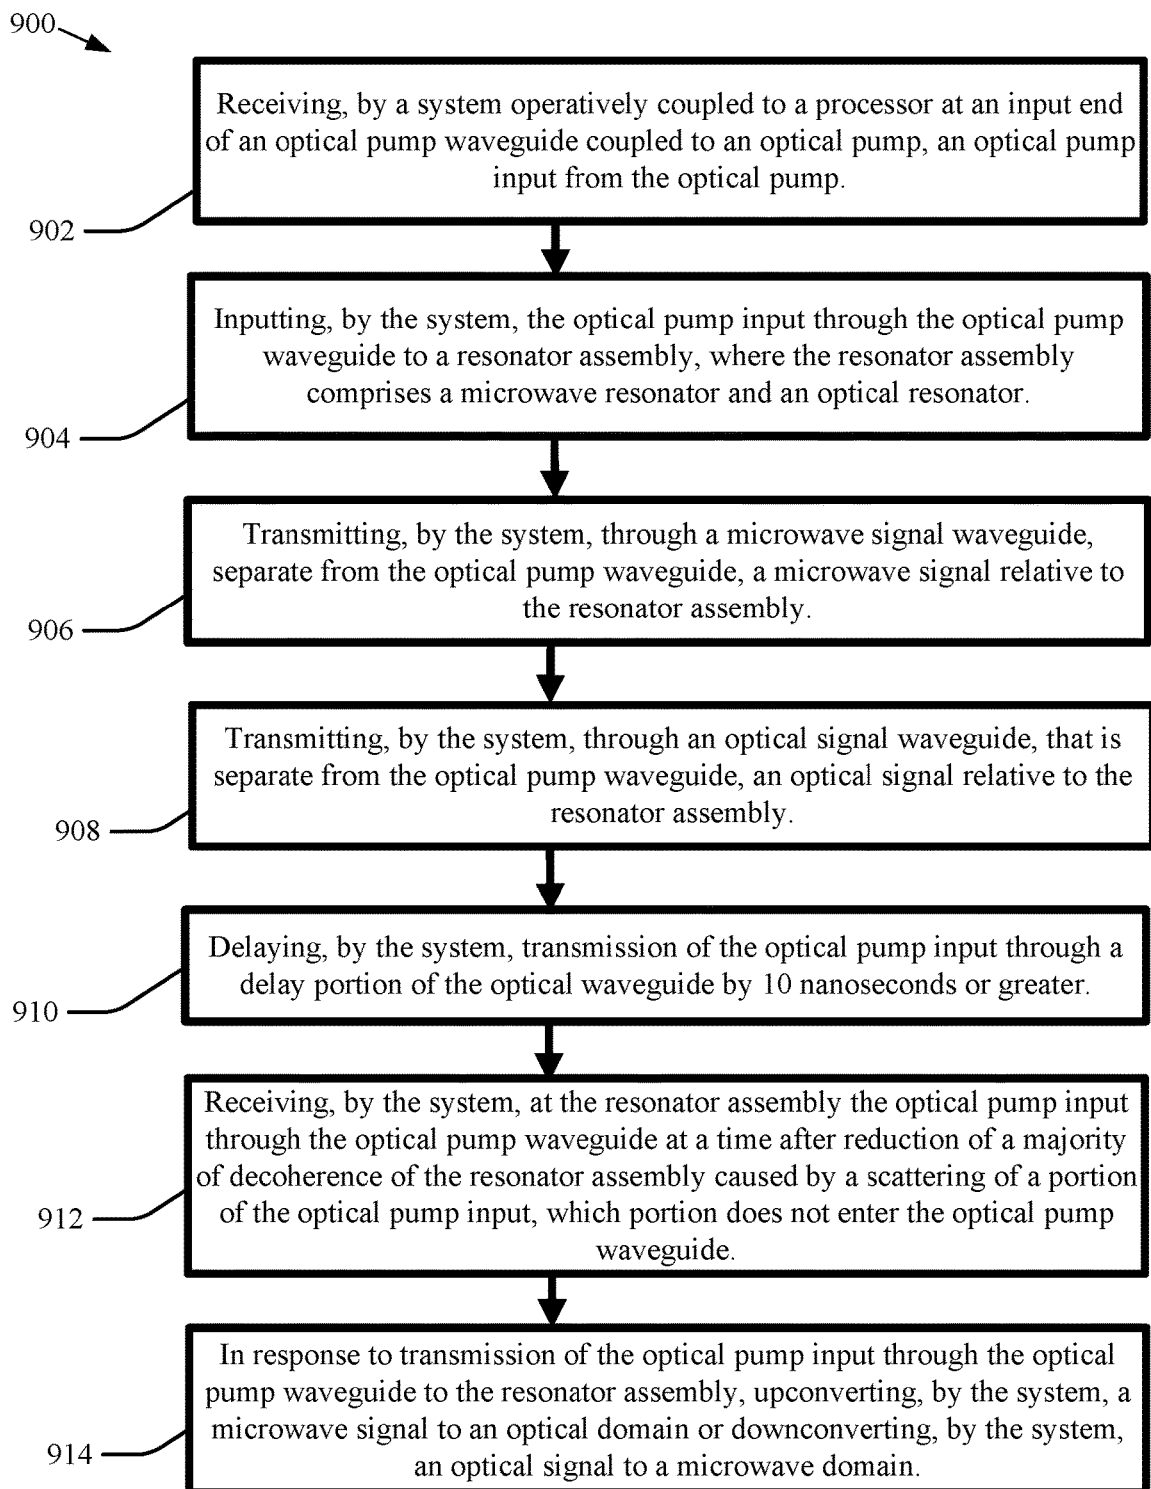 900
Receiving, by a system operatively coupled to a processor at an input end
of an optical pump waveguide coupled to an optical pump, an optical pump
input from the optical pump.
902
Inputting, by the system, the optical pump input through the optical pump
waveguide to a resonator assembly, where the resonator assembly
comprises a microwave resonator and an optical resonator.
904
Transmitting, by the system, through a microwave signal waveguide,
separate from the optical pump waveguide, a microwave signal relative to
the resonator assembly.
906
Transmitting, by the system, through an optical signal waveguide, that is
separate from the optical pump waveguide, an optical signal relative to the
resonator assembly.
908
Delaying, by the system, transmission of the optical pump input through a
delay portion of the optical waveguide by 10 nanoseconds or greater.
910
Receiving, by the system, at the resonator assembly the optical pump input
through the optical pump waveguide at a time after reduction of a majority
of decoherence of the resonator assembly caused by a scattering of a portion
of the optical pump input, which portion does not enter the optical pump
waveguide.
912
In response to transmission of the optical pump input through the optical
pump waveguide to the resonator assembly, upconverting, by the system, a
microwave signal to an optical domain or downconverting, by the system,
an optical signal to a microwave domain.
914